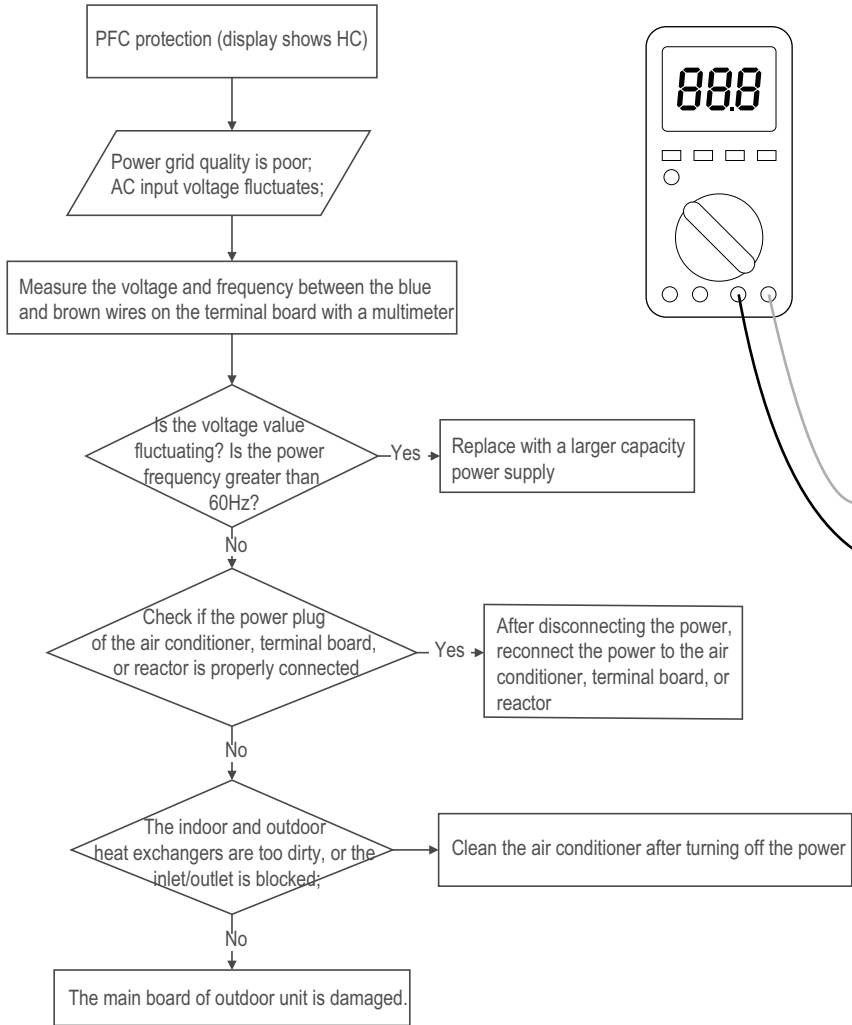 PFC protection (display shows HC)
Power grid quality is poor;
AC input voltage fluctuates;
Measure the voltage and frequency between the blue
and brown wires on the terminal board with a multimeter
Is the voltage value
fluctuating? Is the power
frequency greater than
60Hz?
Yes
Replace with a larger capacity
power supply
No
Check if the power plug
of the air conditioner, terminal board,
or reactor is properly connected
Yes
After disconnecting the power,
reconnect the power to the air
conditioner, terminal board, or
reactor
No
The indoor and outdoor
heat exchangers are too dirty, or the
inlet/outlet is blocked;
Clean the air conditioner after turning off the power
No
The main board of outdoor unit is damaged.
88.8